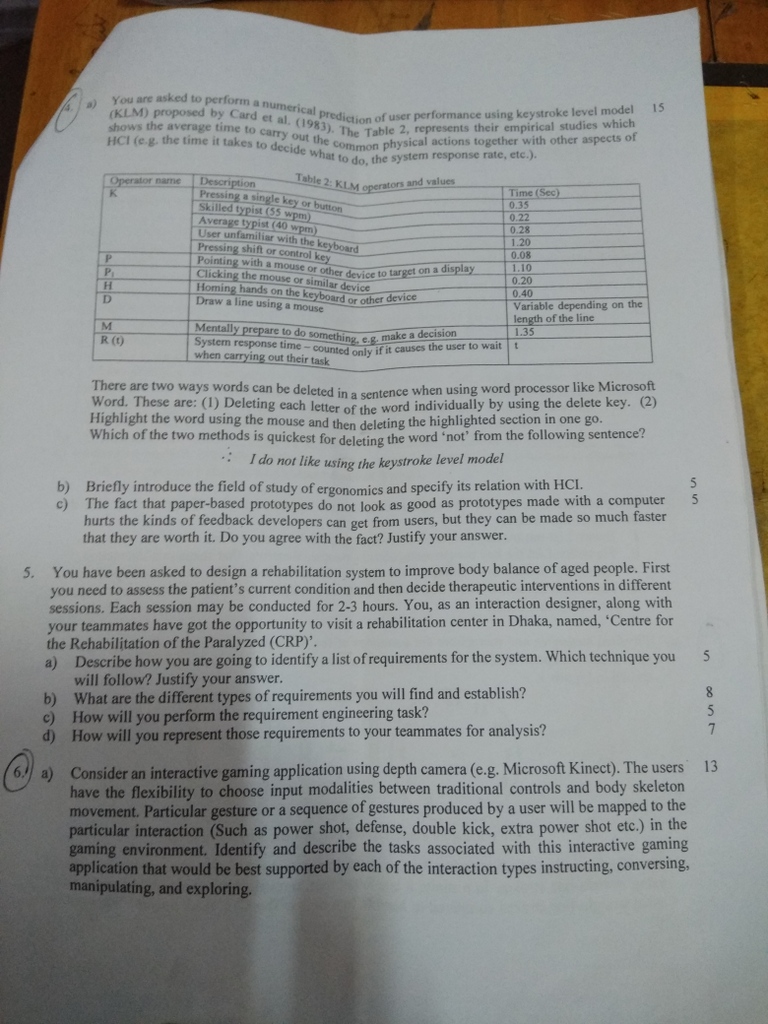 4. a) You are asked to perform a numerical prediction of user performance using keystroke level model 15
(KLM) proposed by Card et al. (1983). The Table 2, represents their empirical studies which
shows the average time to carry out the common physical actions together with other aspects of
HCI (e.g. the time it takes to decide what to do, the system response rate, etc.).
Table 2: KLM operators and values
Operator name Description Time (Sec)
K Pressing a single key or button 0.35
Skilled typist (55 wpm) 0.22
Average typist (40 wpm) 0.28
User unfamiliar with the keyboard 1.20
Pressing shift or control key 0.08
P Pointing with a mouse or other device to target on a display 1.10
P₁ Clicking the mouse or similar device 0.20
H Homing hands on the keyboard or other device 0.40
D Draw a line using a mouse Variable depending on the
length of the line
M Mentally prepare to do something, e.g. make a decision 1.35
R (t) System response time – counted only if it causes the user to wait t
when carrying out their task
There are two ways words can be deleted in a sentence when using word processor like Microsoft
Word. These are: (1) Deleting each letter of the word individually by using the delete key. (2)
Highlight the word using the mouse and then deleting the highlighted section in one go.
Which of the two methods is quickest for deleting the word 'not' from the following sentence?
I do not like using the keystroke level model
b) Briefly introduce the field of study of ergonomics and specify its relation with HCI. 5
c) The fact that paper-based prototypes do not look as good as prototypes made with a computer 5
hurts the kinds of feedback developers can get from users, but they can be made so much faster
that they are worth it. Do you agree with the fact? Justify your answer.
5. You have been asked to design a rehabilitation system to improve body balance of aged people. First
you need to assess the patient's current condition and then decide therapeutic interventions in different
sessions. Each session may be conducted for 2-3 hours. You, as an interaction designer, along with
your teammates have got the opportunity to visit a rehabilitation center in Dhaka, named, 'Centre for
the Rehabilitation of the Paralyzed (CRP)'.
a) Describe how you are going to identify a list of requirements for the system. Which technique you 5
will follow? Justify your answer.
b) What are the different types of requirements you will find and establish? 8
c) How will you perform the requirement engineering task? 5
d) How will you represent those requirements to your teammates for analysis? 7
6. a) Consider an interactive gaming application using depth camera (e.g. Microsoft Kinect). The users 13
have the flexibility to choose input modalities between traditional controls and body skeleton
movement. Particular gesture or a sequence of gestures produced by a user will be mapped to the
particular interaction (Such as power shot, defense, double kick, extra power shot etc.) in the
gaming environment. Identify and describe the tasks associated with this interactive gaming
application that would be best supported by each of the interaction types instructing, conversing,
manipulating, and exploring.